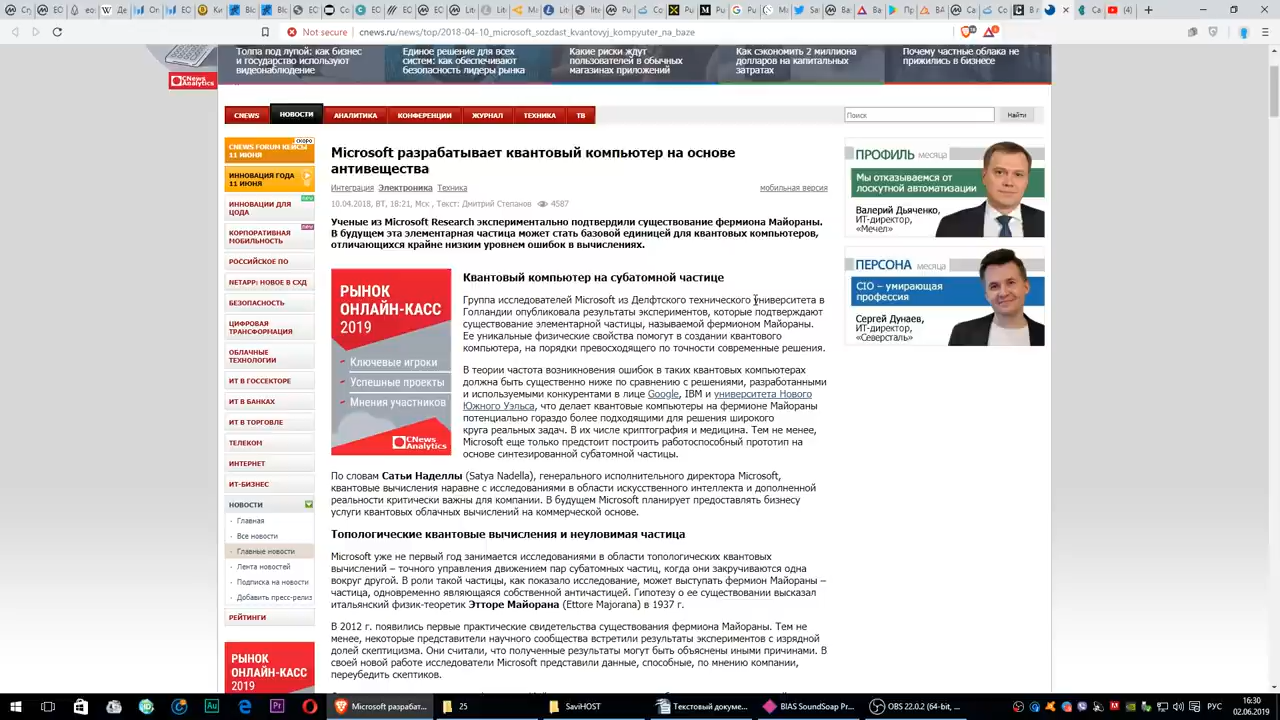 Not secure
cnews.ru/news/top/2018-04-10_microsoft_sozdast_kvantovyj_kompyuter_na_baze
Толпа под лупой: как бизнес
и государство используют
видеонаблюдение
Единое решение для всех
систем: как обеспечивают
безопасность лидеры рынка
Какие риски ждут
пользователей в обычных
магазинах приложений
Как сэкономить 2 миллиона
долларов на капитальных
затратах
Почему частные облака не
прижились в бизнесе
CNews
Analytics
CNEWS
НОВОСТИ
АНАЛИТИКА
КОНФЕРЕНЦИИ
ЖУРНАЛ
ТЕХНИКА
ТВ
Поиск
Найти
скоро
CNEWS FORUM КЕЙСЫ
11 ИЮНЯ
ИННОВАЦИЯ ГОДА
11 ИЮНЯ
ИННОВАЦИИ ДЛЯ
ЦОДА
КОРПОРАТИВНАЯ
МОБИЛЬНОСТЬ
РОССИЙСКОЕ ПО
NETAPP: НОВОЕ В СХД
БЕЗОПАСНОСТЬ
ЦИФРОВАЯ
ТРАНСФОРМАЦИЯ
ОБЛАЧНЫЕ
ТЕХНОЛОГИИ
ИТ В ГОССЕКТОРЕ
ИТ В БАНКАХ
ИТ В ТОРГОВЛЕ
ТЕЛЕКОМ
ИНТЕРНЕТ
ИТ-БИЗНЕС
НОВОСТИ
Главная
Все новости
Главные новости
Лента новостей
Подписка на новости
Добавить пресс-релиз
РЕЙТИНГИ
РЫНОК
ОНЛАЙН-КАСС
2019
Microsoft разрабатывает квантовый компьютер на основе
антивещества
Интеграция Электроника Техника
мобильная версия
10.04.2018, ВТ, 18:21, Мск , Текст: Дмитрий Степанов 4587
Ученые из Microsoft Research экспериментально подтвердили существование фермиона Майораны.
В будущем эта элементарная частица может стать базовой единицей для квантовых компьютеров,
отличающихся крайне низким уровнем ошибок в вычислениях.
РЫНОК
ОНЛАЙН-КАСС
2019
Ключевые игроки
Успешные проекты
Мнения участников
CNews
Analytics
Квантовый компьютер на субатомной частице
Группа исследователей Microsoft из Делфтского технического университета в
Голландии опубликовала результаты экспериментов, которые подтверждают
существование элементарной частицы, называемой фермионом Майораны.
Ее уникальные физические свойства помогут в создании квантового
компьютера, на порядки превосходящего по точности современные решения.
В теории частота возникновения ошибок в таких квантовых компьютерах
должна быть существенно ниже по сравнению с решениями, разработанными
и используемыми конкурентами в лице Google, IBM и университета Нового
Южного Уэльса, что делает квантовые компьютеры на фермионе Майораны
потенциально гораздо более подходящими для решения широкого
круга реальных задач. В их числе криптография и медицина. Тем не менее,
Microsoft еще только предстоит построить работоспособный прототип на
основе синтезированной субатомной частицы.
По словам Сатьи Наделлы (Satya Nadella), генерального исполнительного директора Microsoft,
квантовые вычисления наравне с исследованиями в области искусственного интеллекта и дополненной
реальности критически важны для компании. В будущем Microsoft планирует предоставлять бизнесу
услуги квантовых облачных вычислений на коммерческой основе.
Топологические квантовые вычисления и неуловимая частица
Microsoft уже не первый год занимается исследованиями в области топологических квантовых
вычислений – точного управления движением пар субатомных частиц, когда они закручиваются одна
вокруг другой. В роли такой частицы, как показало исследование, может выступать фермион Майораны –
частица, одновременно являющаяся собственной античастицей. Гипотезу о ее существовании высказал
итальянский физик-теоретик Этторе Майорана (Ettore Majorana) в 1937 г.
В 2012 г. появились первые практические свидетельства существования фермиона Майораны. Тем не
менее, некоторые представители научного сообщества встретили результаты экспериментов с изрядной
долей скептицизма. Они считали, что полученные результаты могут быть объяснены иными причинами. В
своей новой работе исследователи Microsoft представили данные, способные, по мнению компании,
переубедить скептиков.
ПРОФИЛЬ месяца
Мы отказываемся от
лоскутной автоматизации
Валерий Дьяченко,
ИТ-директор,
«Мечел»
ПЕРСОНА месяца
CIO – умирающая
профессия
Сергей Дунаев,
ИТ-директор,
«Северсталь»
Microsoft разрабат...
25
SaviHOST
Текстовый докуме...
BIAS SoundSoap Pr...
OBS 22.0.2 (64-bit, ...
РУС
16:30
02.06.2019